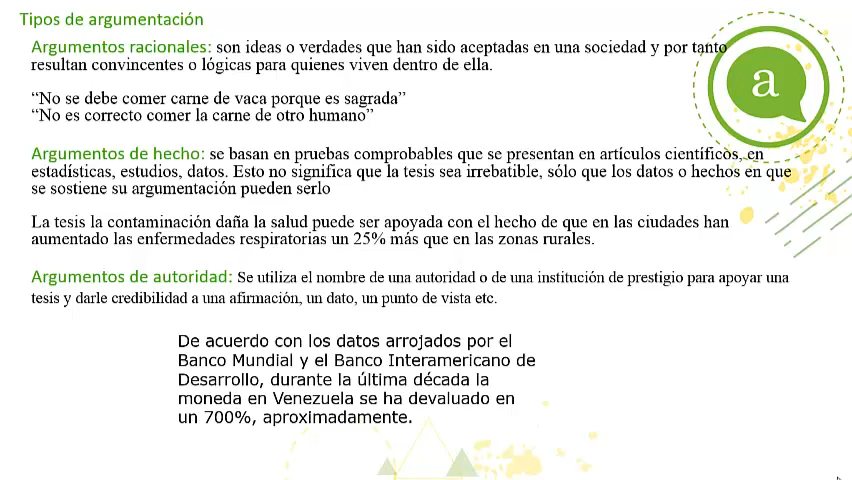 Tipos de argumentación
Argumentos racionales: son ideas o verdades que han sido aceptadas en una sociedad y por tanto
resultan convincentes o lógicas para quienes viven dentro de ella.
“No se debe comer carne de vaca porque es sagrada”
“No es correcto comer la carne de otro humano”
a
Argumentos de hecho: se basan en pruebas comprobables que se presentan en artículos científicos, en
estadísticas, estudios, datos. Esto no significa que la tesis sea irrebatible, sólo que los datos o hechos en que
se sostiene su argumentación pueden serlo
La tesis la contaminación daña la salud puede ser apoyada con el hecho de que en las ciudades han
aumentado las enfermedades respiratorias un 25% más que en las zonas rurales.
Argumentos de autoridad: Se utiliza el nombre de una autoridad o de una institución de prestigio para apoyar una
tesis y darle credibilidad a una afirmación, un dato, un punto de vista etc.
De acuerdo con los datos arrojados por el
Banco Mundial y el Banco Interamericano de
Desarrollo, durante la última década la
moneda en Venezuela se ha devaluado en
un 700%, aproximadamente.